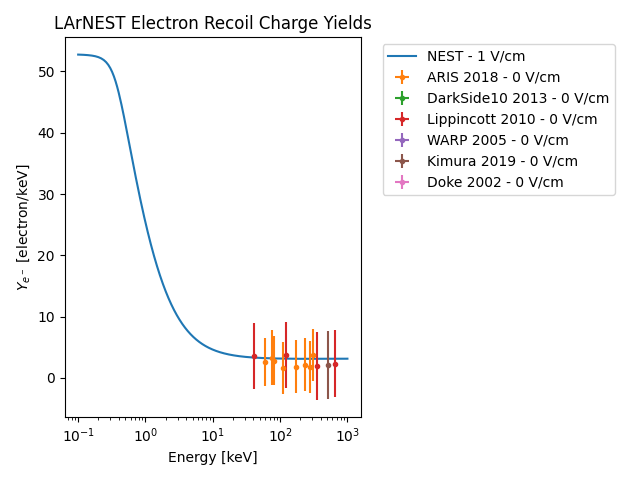 LArNEST Electron Recoil Charge Yields
NEST - 1 V/cm
ARIS 2018 - 0 V/cm
DarkSide10 2013 - 0 V/cm
Lippincott 2010 - 0 V/cm
WARP 2005 - 0 V/cm
Kimura 2019 - 0 V/cm
Doke 2002 - 0 V/cm
Y_{e^-} [electron/keV]
50
40
30
20
10
0
10^{-1} 10^0 10^1 10^2 10^3
Energy [keV]